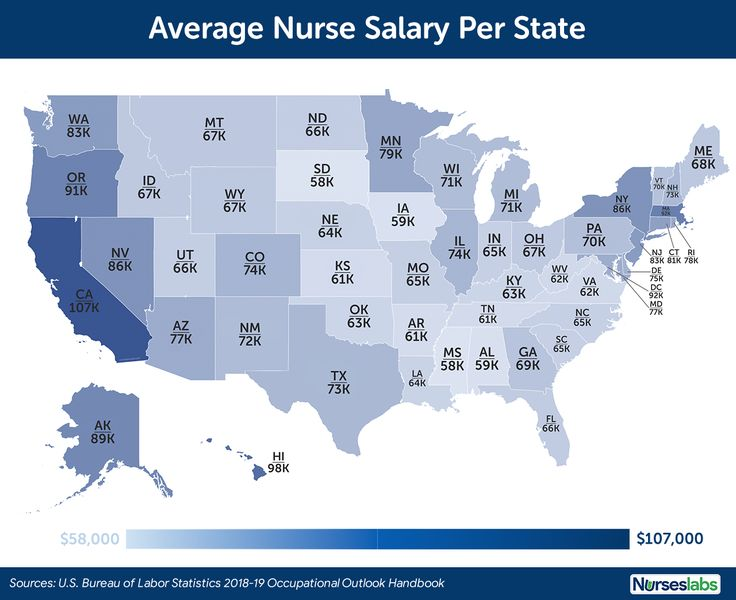 Average Nurse Salary Per State
WA
83K
OR
91K
CA
107K
NV
86K
ID
67K
MT
67K
WY
67K
UT
66K
AZ
77K
CO
74K
NM
72K
ND
66K
SD
58K
NE
64K
KS
61K
OK
63K
TX
73K
MN
79K
IA
59K
MO
65K
AR
61K
LA
64K
WI
71K
IL
74K
MI
71K
IN
65K
OH
67K
KY
63K
TN
61K
MS
58K
AL
59K
GA
69K
FL
66K
SC
65K
NC
65K
VA
62K
WV
62K
PA
70K
NY
86K
VT
70K
NH
73K
ME
68K
MA
92K
NJ
83K
CT
81K
RI
78K
DE
75K
DC
92K
MD
77K
AK
89K
HI
98K
$58,000
$107,000
Sources: U.S. Bureau of Labor Statistics 2018-19 Occupational Outlook Handbook
Nurseslabs